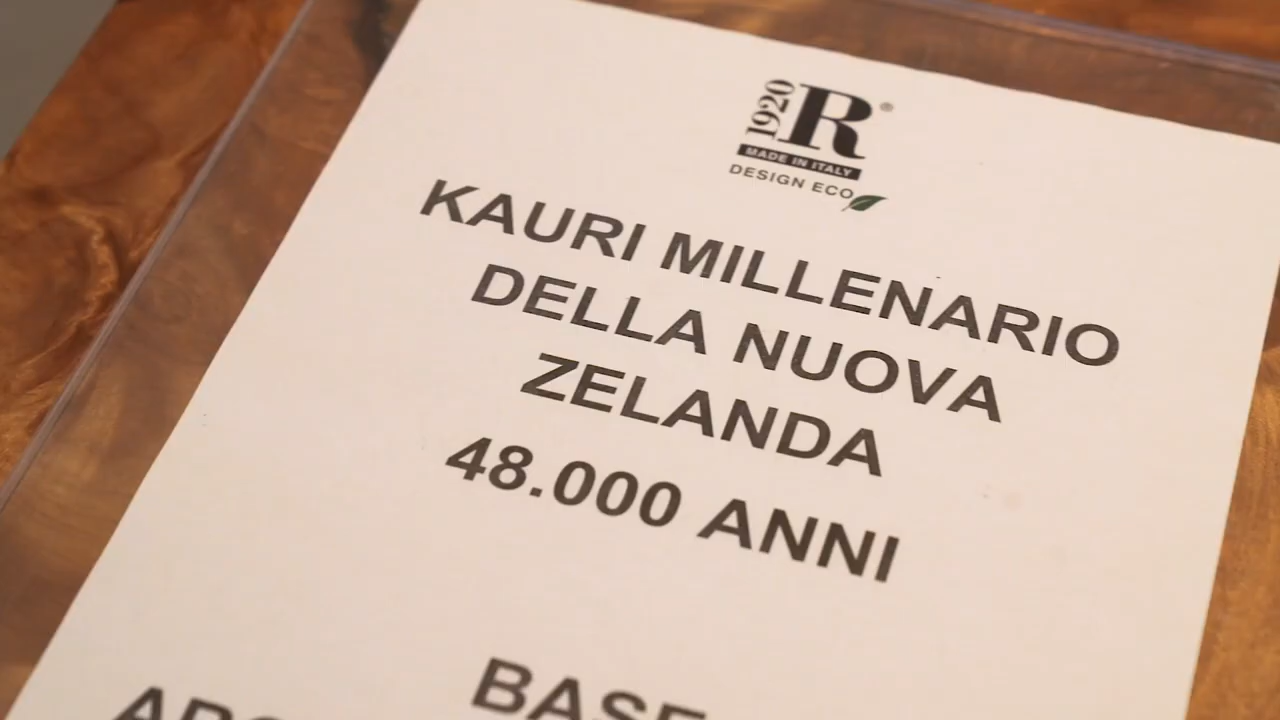 1920 R®
MADE IN ITALY
DESIGN ECO
KAURI MILLENARIO
DELLA NUOVA
ZELANDA
48.000 ANNI
BASE